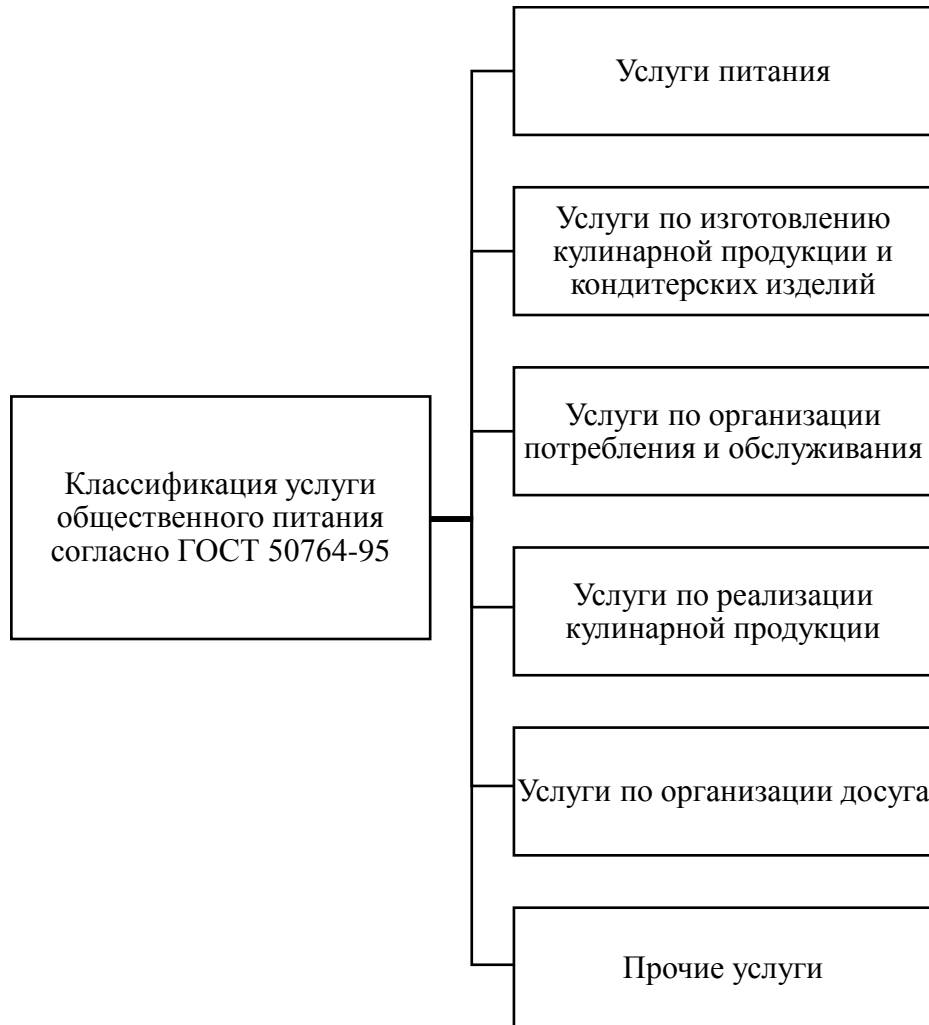 Услуги питания
Услуги по изготовлению
кулинарной продукции и
кондитерских изделий
Услуги по организации
потребления и обслуживания
Классификация услуги
общественного питания
согласно ГОСТ 50764-95
Услуги по реализации
кулинарной продукции
Услуги по организации досуга
Прочие услуги